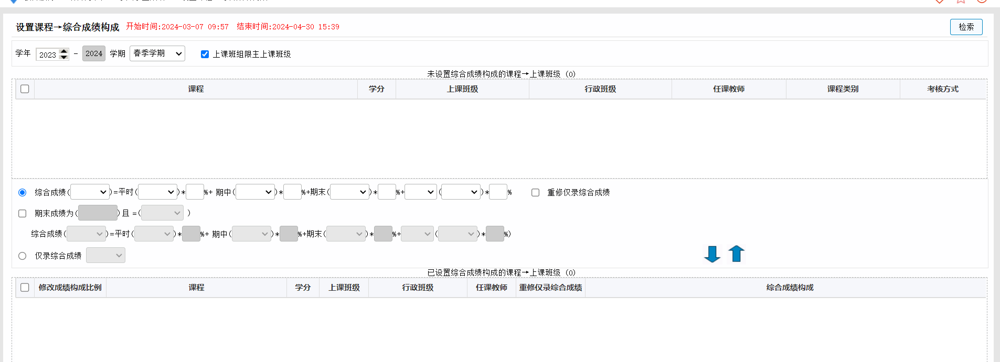 设置课程→综合成绩构成 开始时间:2024-03-07 09:57 结束时间:2024-04-30 15:39 检索
学年 2023 - 2024 学期 春季学期 上课班组限主上课班级
未设置综合成绩构成的课程→上课班级 (0)
课程 学分 上课班级 行政班级 任课教师 课程类别 考核方式
综合成绩( )=平时( )* %+ 期中( )* %+期末( )* %+ ( )* % 重修仅录综合成绩
期末成绩为( )且 =( )
综合成绩( )=平时( )* %+ 期中( )* %+期末( )* %+ ( )* %)
仅录综合成绩
已设置综合成绩构成的课程→上课班级 (0)
修改成绩构成比例 课程 学分 上课班级 行政班级 任课教师 重修仅录综合成绩 综合成绩构成